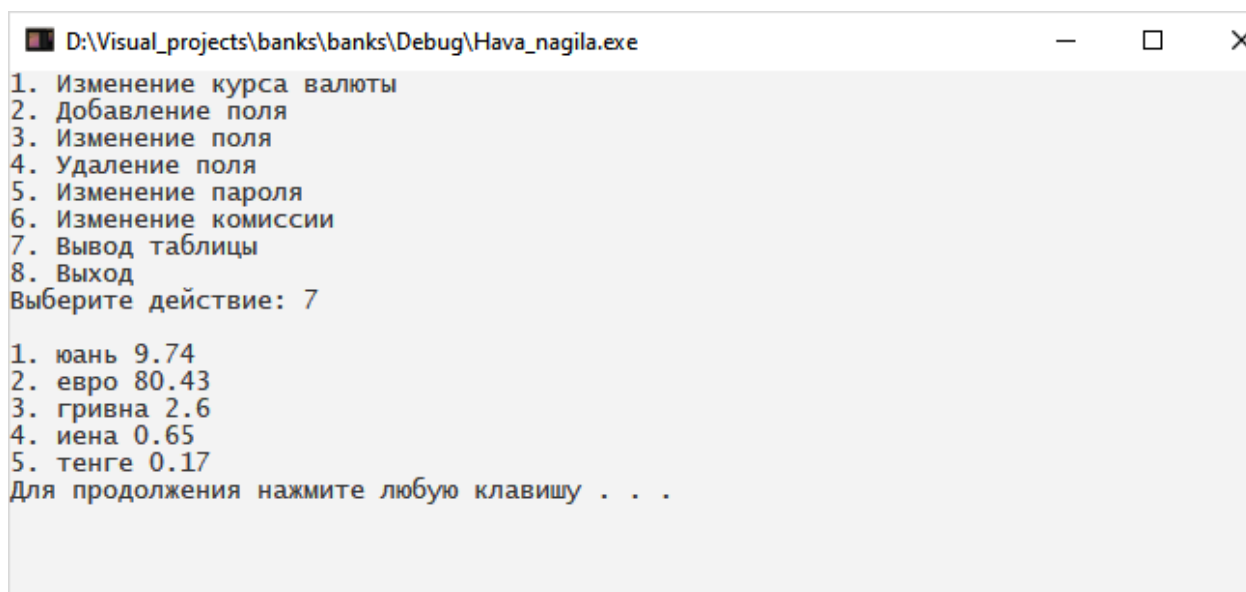 D:\Visual_projects\banks\banks\Debug\Hava_nagila.exe
1. Изменение курса валюты
2. Добавление поля
3. Изменение поля
4. Удаление поля
5. Изменение пароля
6. Изменение комиссии
7. Вывод таблицы
8. Выход
Выберите действие: 7
1. юань 9.74
2. евро 80.43
3. гривна 2.6
4. иена 0.65
5. тенге 0.17
Для продолжения нажмите любую клавишу . . .